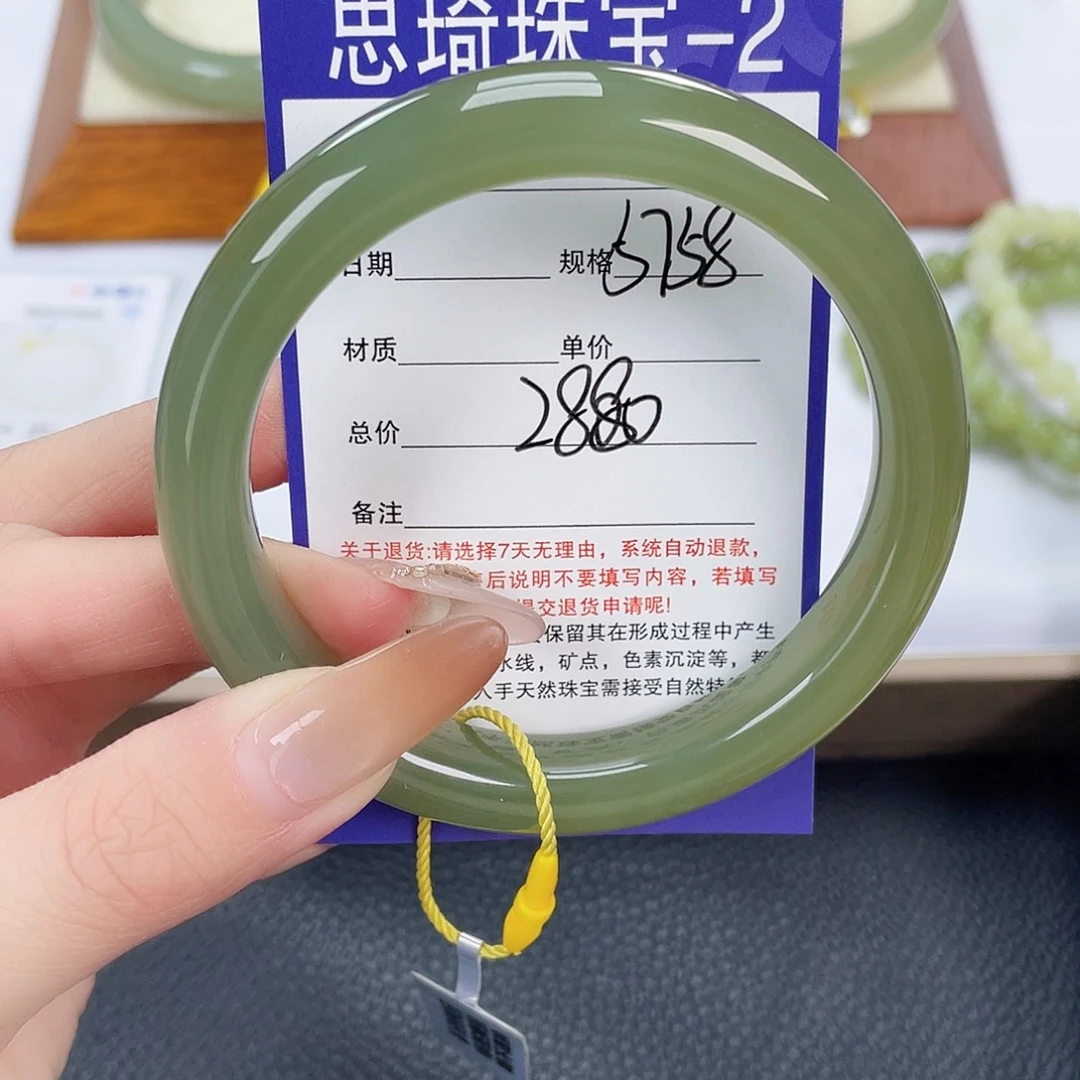 思琦珠宝-2
日期 规格 5758
材质 单价
总价 2880
备注
关于退货:请选择7天无理由，系统自动退款，
后说明不要填写内容，若填写
提交退货申请呢!
保留其在形成过程中产生
水线，矿点，色素沉淀等，都
入手天然珠宝需接受自然特